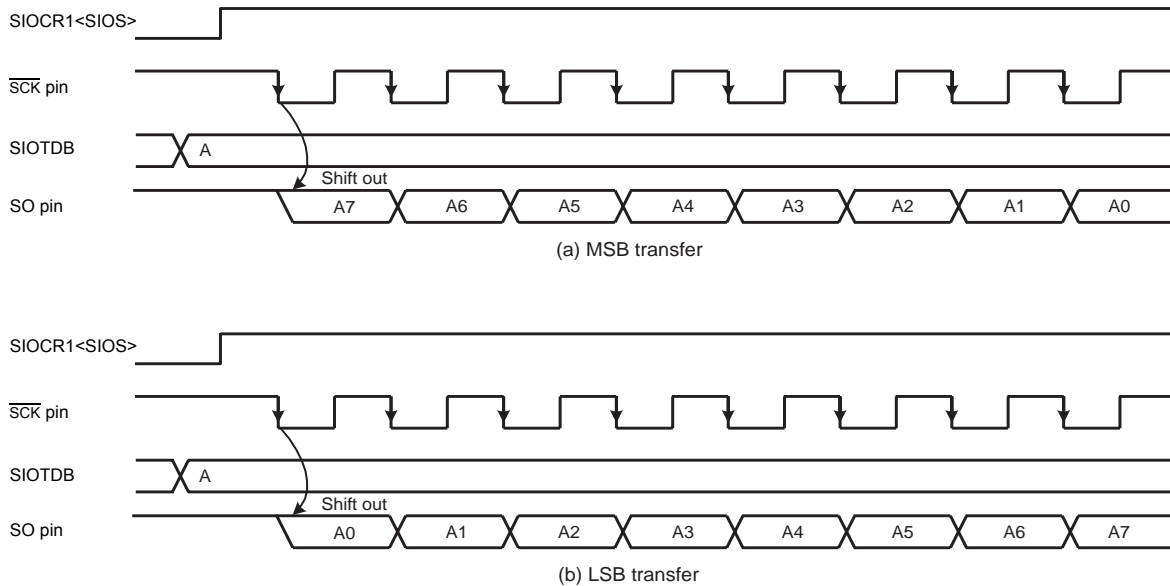 SIOCR1<SIOS>
SCK pin
SIOTDB
A
Shift out
SO pin
A7 A6 A5 A4 A3 A2 A1 A0
(a) MSB transfer
SIOCR1<SIOS>
SCK pin
SIOTDB
A
Shift out
SO pin
A0 A1 A2 A3 A4 A5 A6 A7
(b) LSB transfer